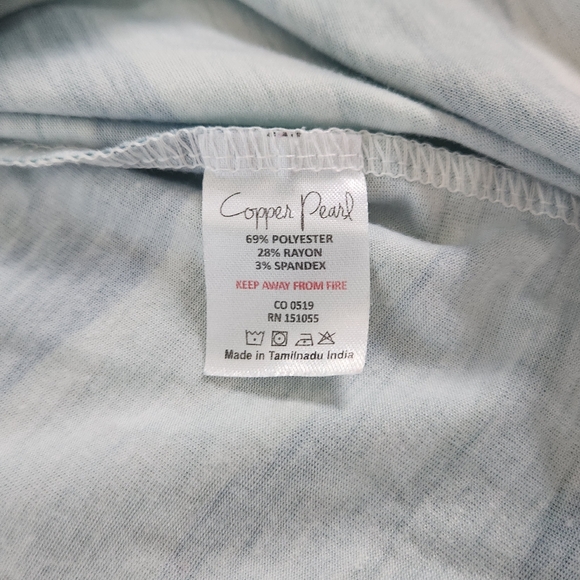 Copper Pearl
69% POLYESTER
28% RAYON
3% SPANDEX
KEEP AWAY FROM FIRE
CO 0519
RN 151055
Made in Tamilnadu India